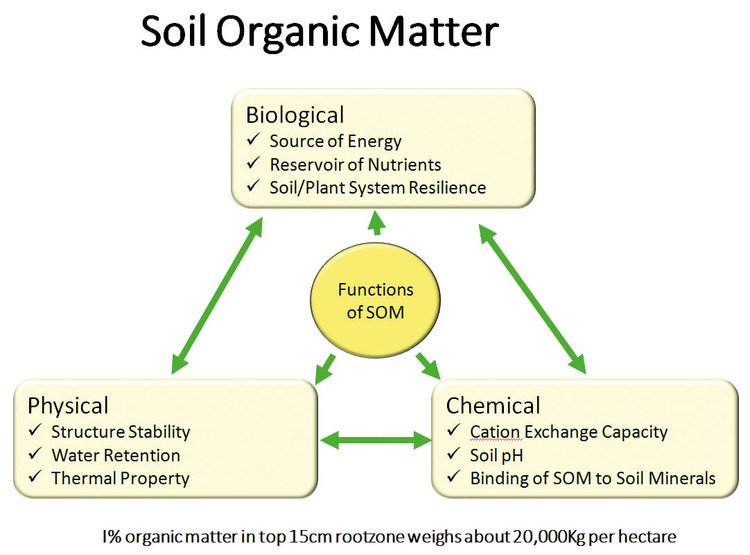 Soil Organic Matter
Biological
✓ Source of Energy
✓ Reservoir of Nutrients
✓ Soil/Plant System Resilience
Functions
of SOM
Physical
✓ Structure Stability
✓ Water Retention
✓ Thermal Property
Chemical
✓ Cation Exchange Capacity
✓ Soil pH
✓ Binding of SOM to Soil Minerals
I% organic matter in top 15cm rootzone weighs about 20,000Kg per hectare